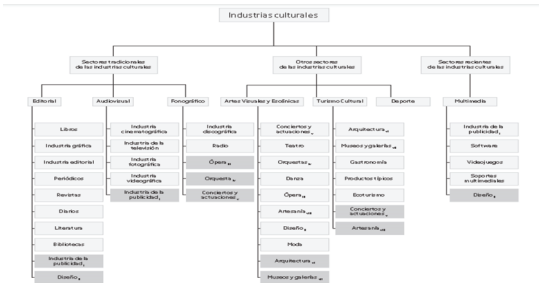 Industrias culturales
Sectores tradicionales
de las industrias culturales
Otros sectores
de las industrias culturales
Sectores recientes
de las industrias culturales
Editorial
Audiovisual
Fonográfico
Artes Visuales y Escénicas
Turismo Cultural
Deporte
Multimedia
Libros
Industria gráfica
Industria editorial
Periódicos
Revistas
Diarios
Literatura
Bibliotecas
Industria de la
publicidad
Diseño
Industria
cinematográfica
Industria de la
televisión
Industria
fotográfica
Industria
videográfica
Industria de la
publicidad
Industria
discográfica
Radio
Ópera
Orquesta
Conciertos y
actuaciones
Conciertos y
actuaciones
Teatro
Orquestas
Danza
Ópera
Artesanía
Diseño
Moda
Arquitectura
Museos y galerías
Arquitectura
Museos y galerías
Gastronomía
Productos típicos
Ecoturismo
Conciertos y
actuaciones
Artesanía
Industria de la
publicidad
Software
Videojuegos
Soportes
multimediales
Diseño